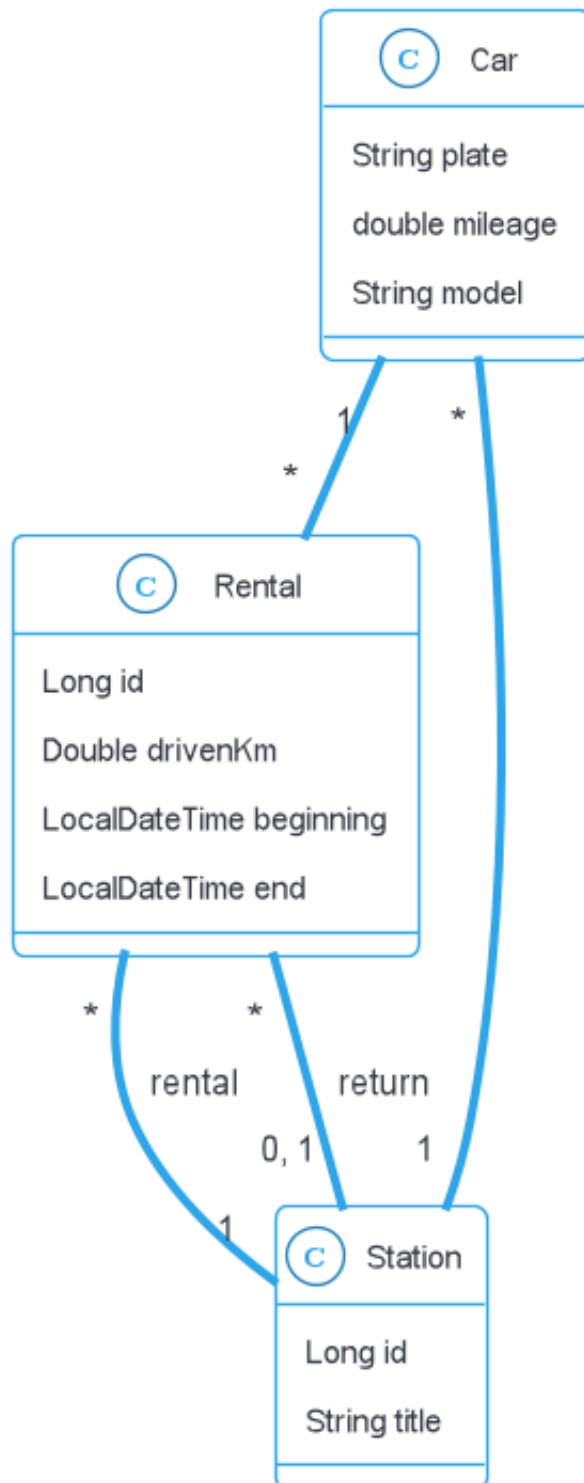 C Car
String plate
double mileage
String model
1 *
*
C Rental
Long id
Double drivenKm
LocalDateTime beginning
LocalDateTime end
* *
rental return
0, 1 1
1
C Station
Long id
String title